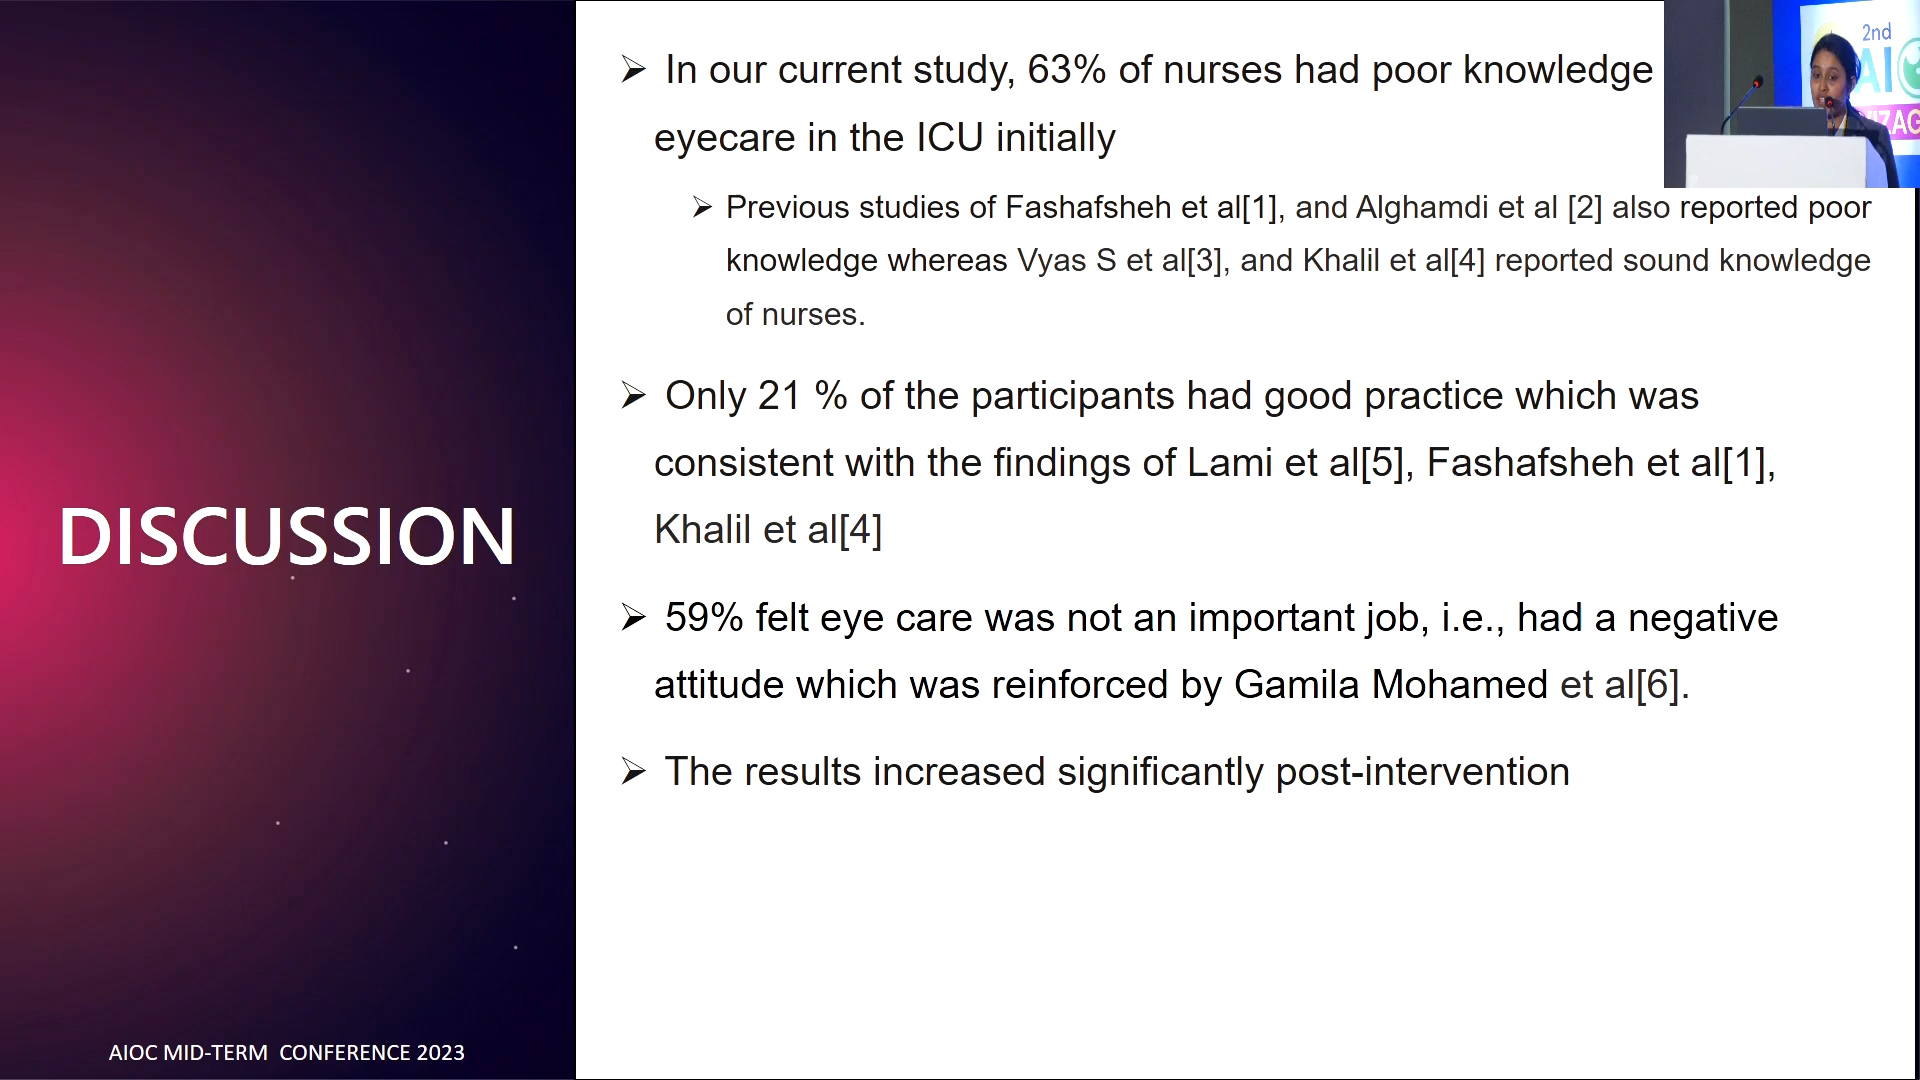 DISCUSSION
AIOC MID-TERM CONFERENCE 2023
➢ In our current study, 63% of nurses had poor knowledge
eyecare in the ICU initially
➢ Previous studies of Fashafsheh et al[1], and Alghamdi et al [2] also reported poor
knowledge whereas Vyas S et al[3], and Khalil et al[4] reported sound knowledge
of nurses.
➢ Only 21 % of the participants had good practice which was
consistent with the findings of Lami et al[5], Fashafsheh et al[1],
Khalil et al[4]
➢ 59% felt eye care was not an important job, i.e., had a negative
attitude which was reinforced by Gamila Mohamed et al[6].
➢ The results increased significantly post-intervention
2nd